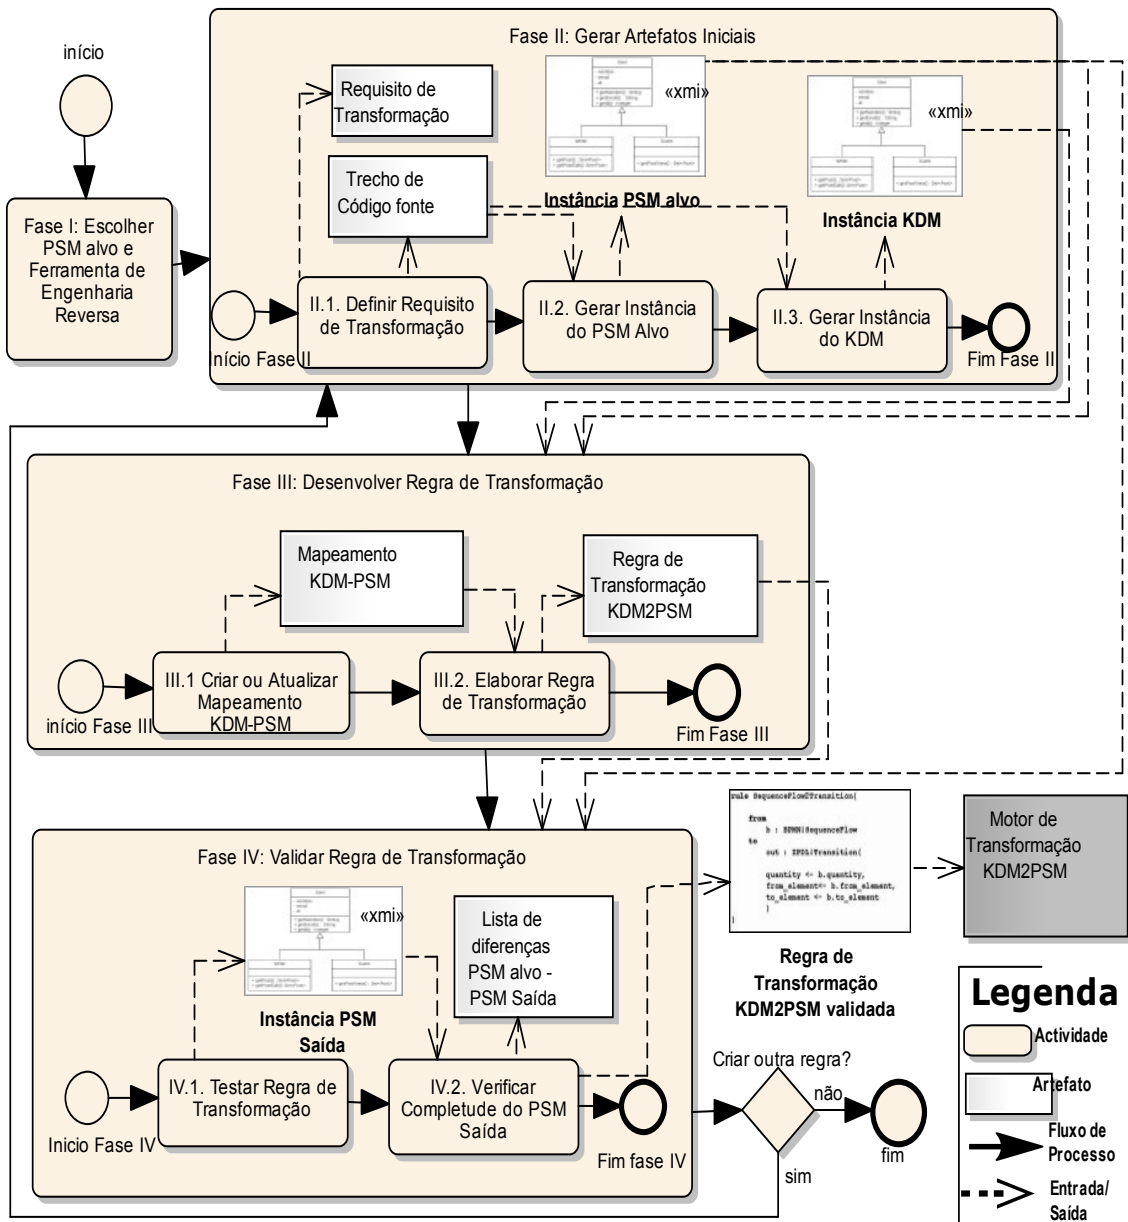 início
Fase I: Escolher
PSM alvo e
Ferramenta de
Engenharia
Reversa
Fase II: Gerar Artefatos Iniciais
Requisito de
Transformação
«xmi»
Instância PSM alvo
«xmi»
Instância KDM
Trecho de
Código fonte
Início Fase II
II.1. Definir Requisito
de Transformação
II.2. Gerar Instância
do PSM Alvo
II.3. Gerar Instância
do KDM
Fim Fase II
Fase III: Desenvolver Regra de Transformação
Mapeamento
KDM-PSM
Regra de
Transformação
KDM2PSM
início Fase III
III.1 Criar ou Atualizar
Mapeamento
KDM-PSM
III.2. Elaborar Regra
de Transformação
Fim Fase III
Fase IV: Validar Regra de Transformação
«xmi»
Instância PSM
Saída
Lista de
diferenças
PSM alvo -
PSM Saída
Inicio Fase IV
IV.1. Testar Regra de
Transformação
IV.2. Verificar
Completude do PSM
Saída
Fim fase IV
rule SequenceFlow2Transition{
from
b : BPMN!SequenceFlow
to
out : XPDL!Transition(
quantity <- b.quantity,
from_element<- b.from_element,
to_element <- b.to_element
)
}
Regra de
Transformação
KDM2PSM validada
Motor de
Transformação
KDM2PSM
Criar outra regra?
não
sim
fim
Legenda
Actividade
Artefato
Fluxo de
Processo
Entrada/
Saída